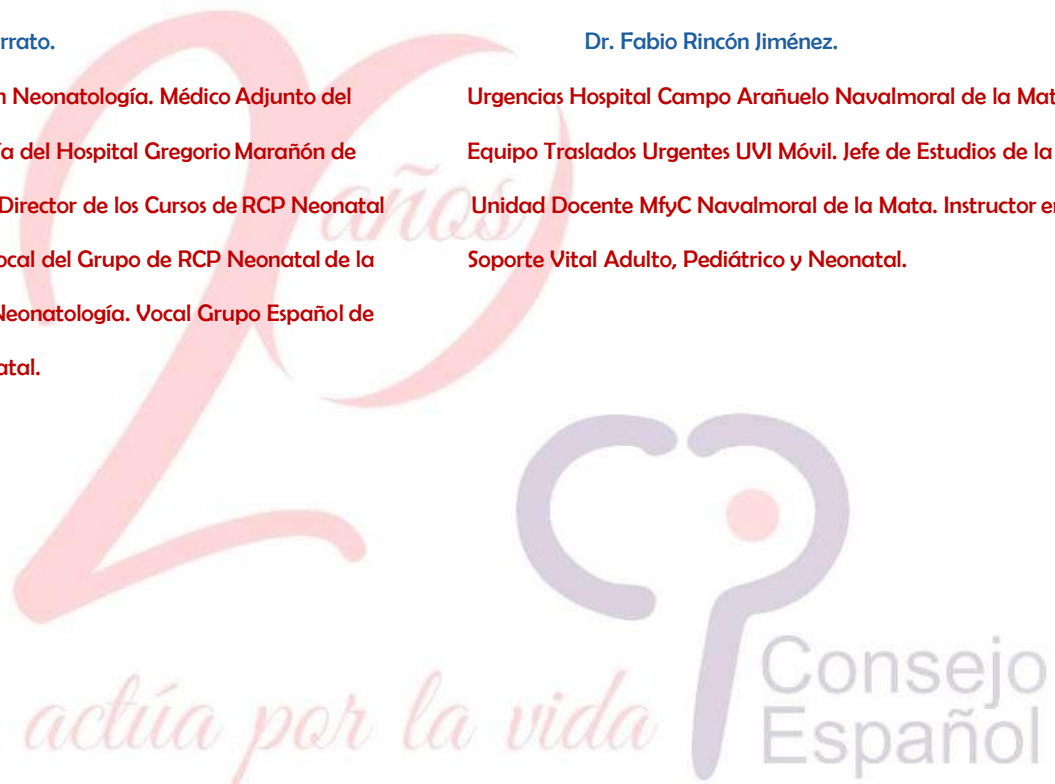 rrato.
n Neonatología. Médico Adjunto del
ía del Hospital Gregorio Marañón de
Director de los Cursos de RCP Neonatal
ocal del Grupo de RCP Neonatal de la
Neonatología. Vocal Grupo Español de
atal.
Dr. Fabio Rincón Jiménez.
Urgencias Hospital Campo Arañuelo Navalmoral de la Mat
Equipo Traslados Urgentes UVI Móvil. Jefe de Estudios de la
Unidad Docente MfyC Navalmoral de la Mata. Instructor en
Soporte Vital Adulto, Pediátrico y Neonatal.
20
años
actúa por la vida
Consejo
Español